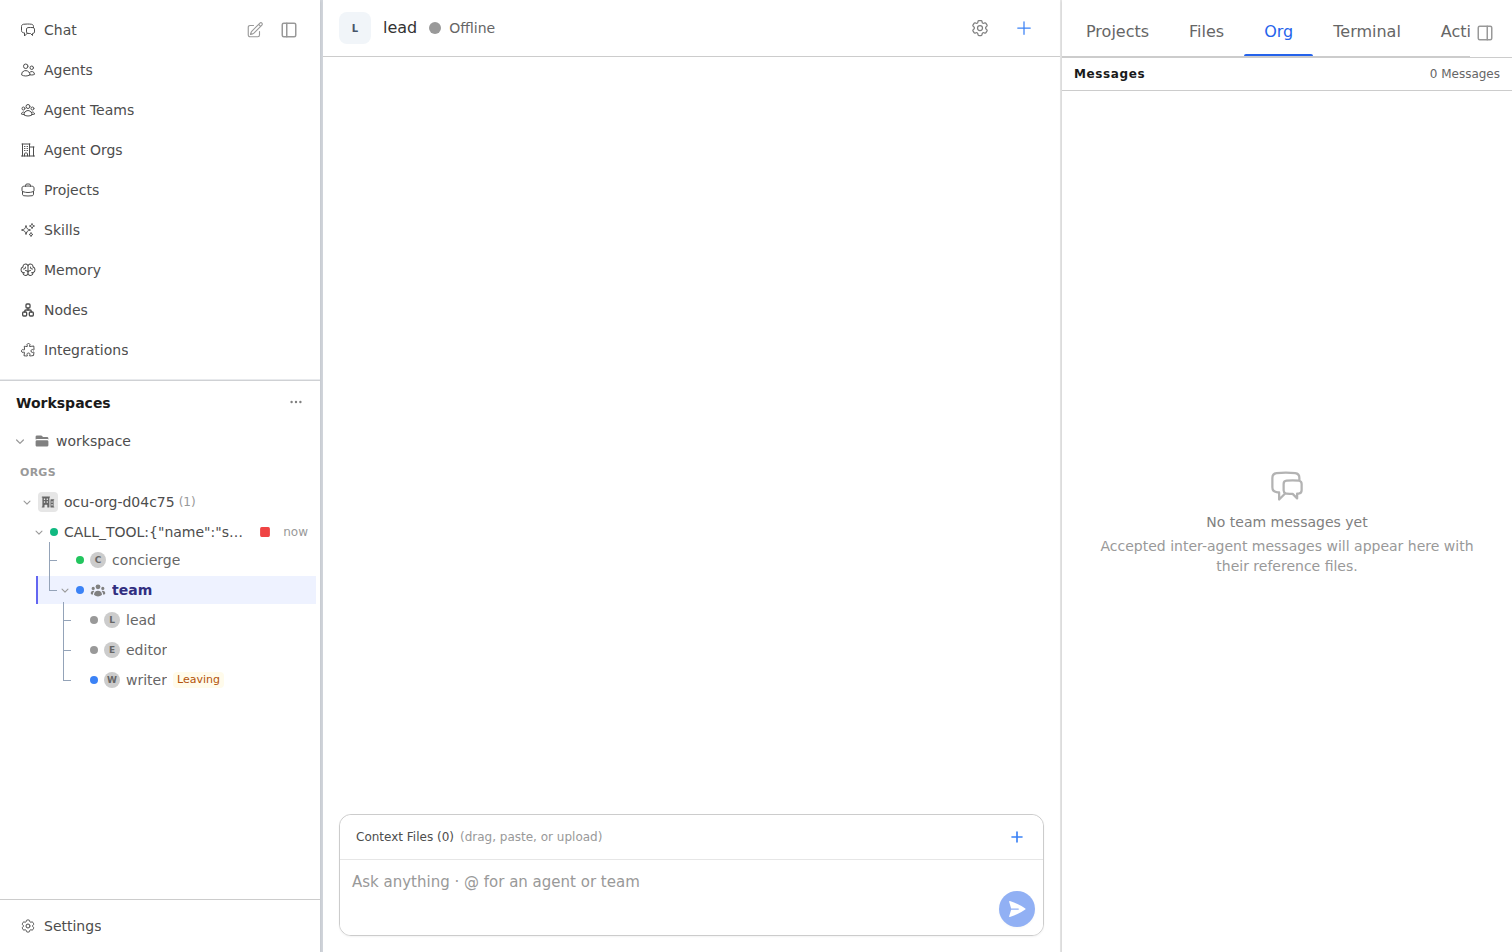 Chat
Agents
Agent Teams
Agent Orgs
Projects
Skills
Memory
Nodes
Integrations
Workspaces
workspace
ORGS
ocu-org-d04c75 (1)
CALL_TOOL:{"name":"s... now
C concierge
team
L lead
E editor
W writer Leaving
Settings
L lead Offline
Context Files (0) (drag, paste, or upload)
Ask anything · @ for an agent or team
Projects Files Org Terminal Acti
Messages 0 Messages
No team messages yet
Accepted inter-agent messages will appear here with
their reference files.